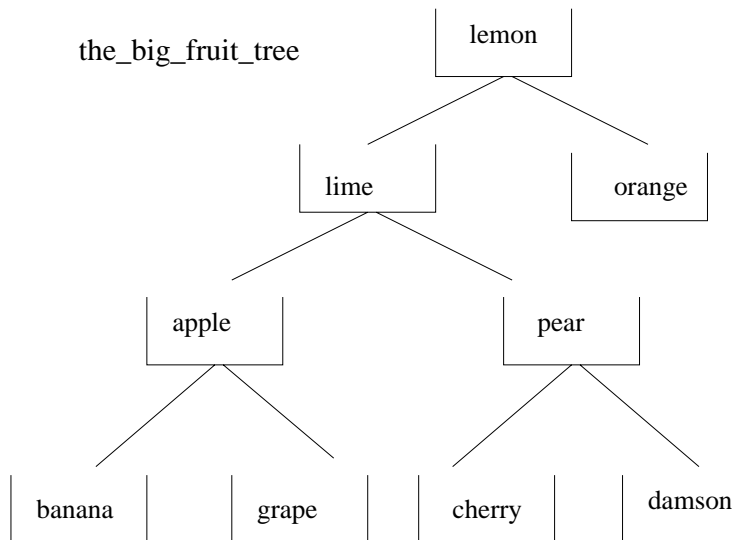 the_big_fruit_tree
lemon
lime
orange
apple
pear
banana
grape
cherry
damson